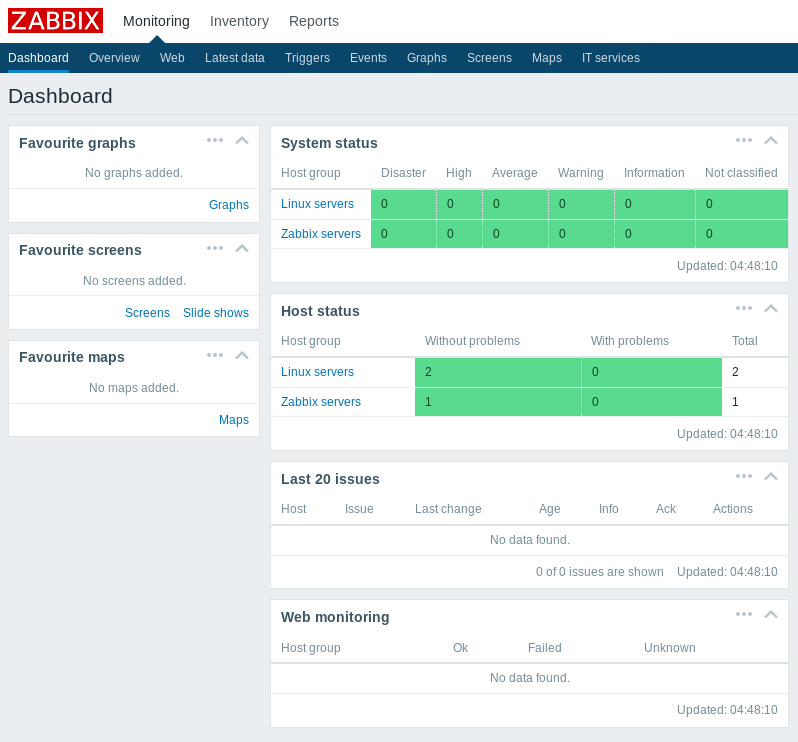 ZABBIX Monitoring Inventory Reports
Dashboard Overview Web Latest data Triggers Events Graphs Screens Maps IT services
Dashboard
Favourite graphs
No graphs added.
Graphs
Favourite screens
No screens added.
Screens Slide shows
Favourite maps
No maps added.
Maps
System status
Host group Disaster High Average Warning Information Not classified
Linux servers 0 0 0 0 0 0
Zabbix servers 0 0 0 0 0 0
Updated: 04:48:10
Host status
Host group Without problems With problems Total
Linux servers 2 0 2
Zabbix servers 1 0 1
Updated: 04:48:10
Last 20 issues
Host Issue Last change Age Info Ack Actions
No data found.
0 of 0 issues are shown Updated: 04:48:10
Web monitoring
Host group Ok Failed Unknown
No data found.
Updated: 04:48:10